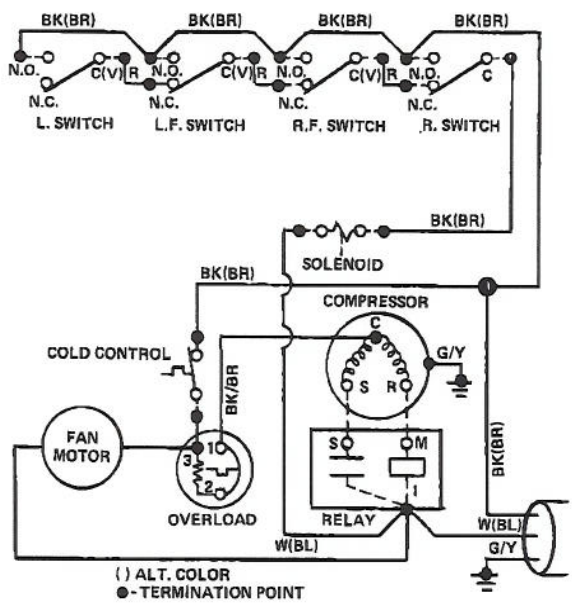 BK(BR) BK(BR) BK(BR) BK(BR)
N.O. C(V) R N.O. C(V) R N.O. C(V) R N.O. C
N.C. N.C. N.C. N.C.
L. SWITCH L.F. SWITCH R.F. SWITCH R. SWITCH
BK(BR)
SOLENOID
BK(BR)
COMPRESSOR
C
COLD CONTROL
BK/BR
G/Y
S R
BK(BR)
FAN
MOTOR
3 1
2
S M
1
OVERLOAD
RELAY
W(BL)
W(BL)
G/Y
( ) ALT. COLOR
●-TERMINATION POINT